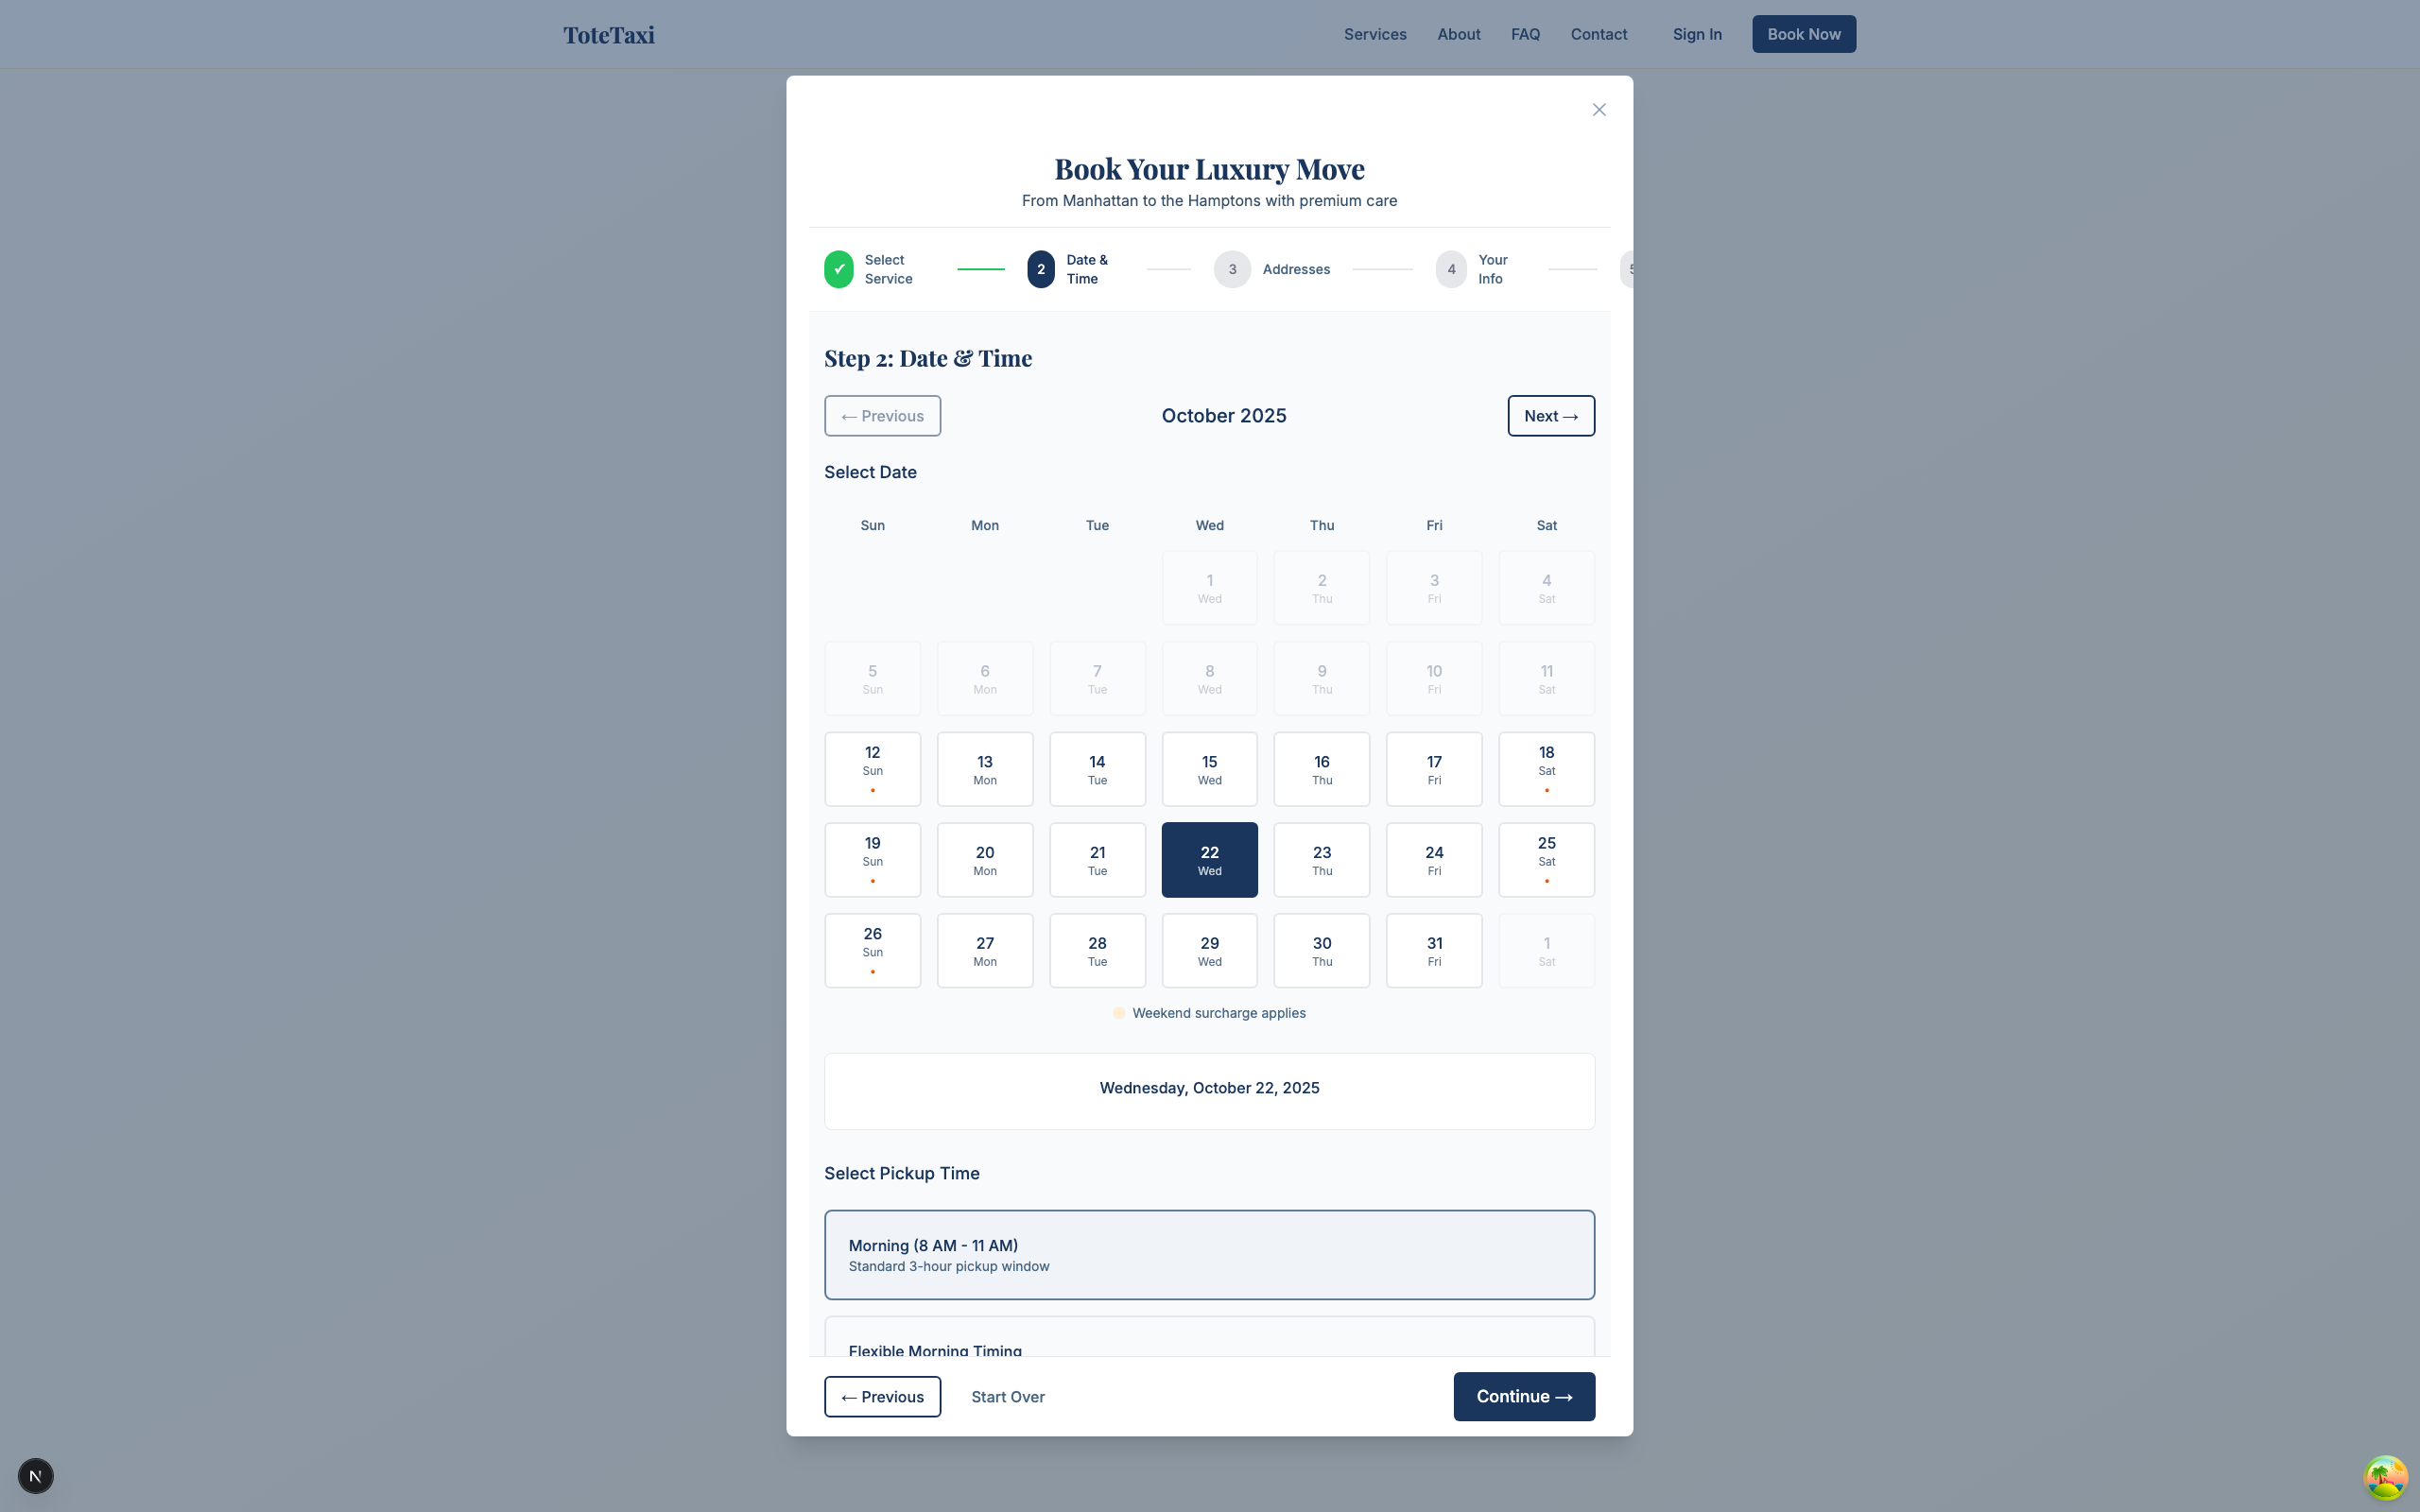 ToteTaxi
Services About FAQ Contact Sign In Book Now
Book Your Luxury Move
From Manhattan to the Hamptons with premium care
✔ Select Service
2 Date & Time
3 Addresses
4 Your Info
5
Step 2: Date & Time
← Previous October 2025 Next →
Select Date
Sun Mon Tue Wed Thu Fri Sat
1 2 3 4
Wed Thu Fri Sat
5 6 7 8 9 10 11
Sun Mon Tue Wed Thu Fri Sat
12 13 14 15 16 17 18
Sun Mon Tue Wed Thu Fri Sat
19 20 21 22 23 24 25
Sun Mon Tue Wed Thu Fri Sat
26 27 28 29 30 31 1
Sun Mon Tue Wed Thu Fri Sat
Weekend surcharge applies
Wednesday, October 22, 2025
Select Pickup Time
Morning (8 AM - 11 AM)
Standard 3-hour pickup window
Flexible Morning Timing
← Previous Start Over Continue →
N